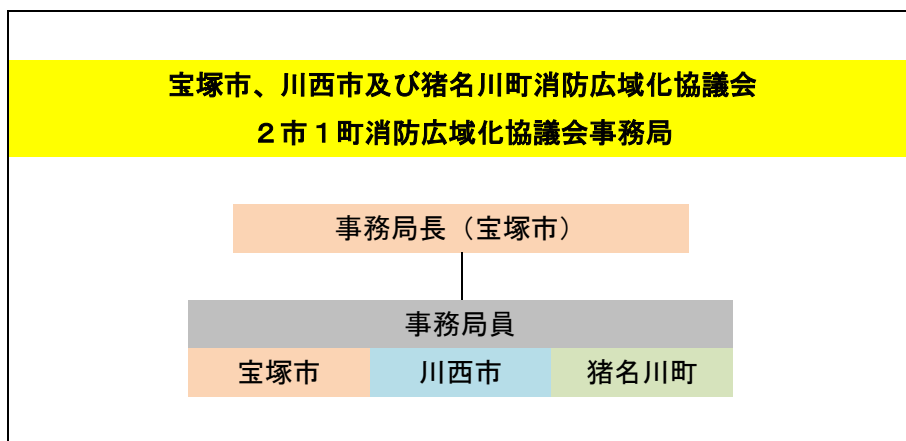 宝塚市、川西市及び猪名川町消防広域化協議会
２市１町消防広域化協議会事務局
事務局長（宝塚市）
事務局員
宝塚市
川西市
猪名川町